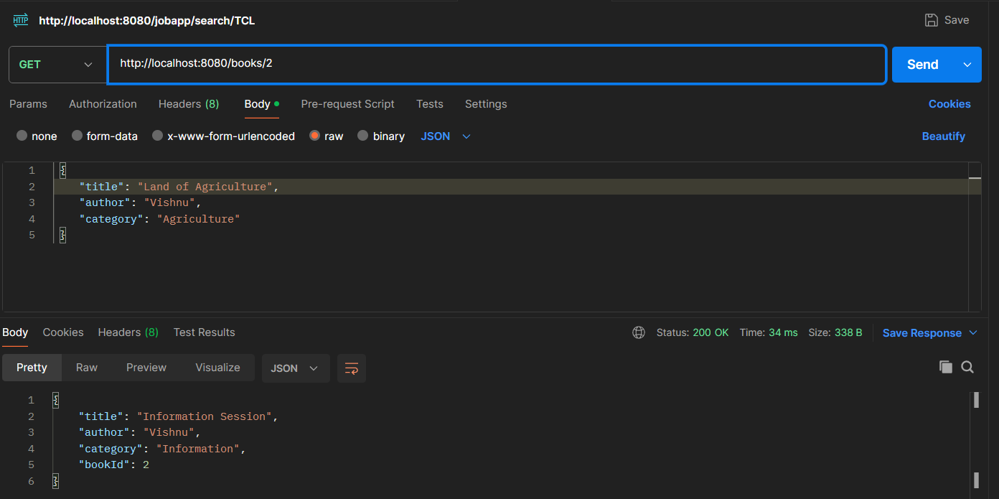 HTTP http://localhost:8080/jobapp/search/TCL Save
GET http://localhost:8080/books/2 Send
Params Authorization Headers (8) Body Pre-request Script Tests Settings Cookies
none form-data x-www-form-urlencoded raw binary JSON Beautify
1 {
2 "title": "Land of Agriculture",
3 "author": "Vishnu",
4 "category": "Agriculture"
5 }
Body Cookies Headers (8) Test Results Status: 200 OK Time: 34 ms Size: 338 B Save Response
Pretty Raw Preview Visualize JSON
1 {
2 "title": "Information Session",
3 "author": "Vishnu",
4 "category": "Information",
5 "bookId": 2
6 }